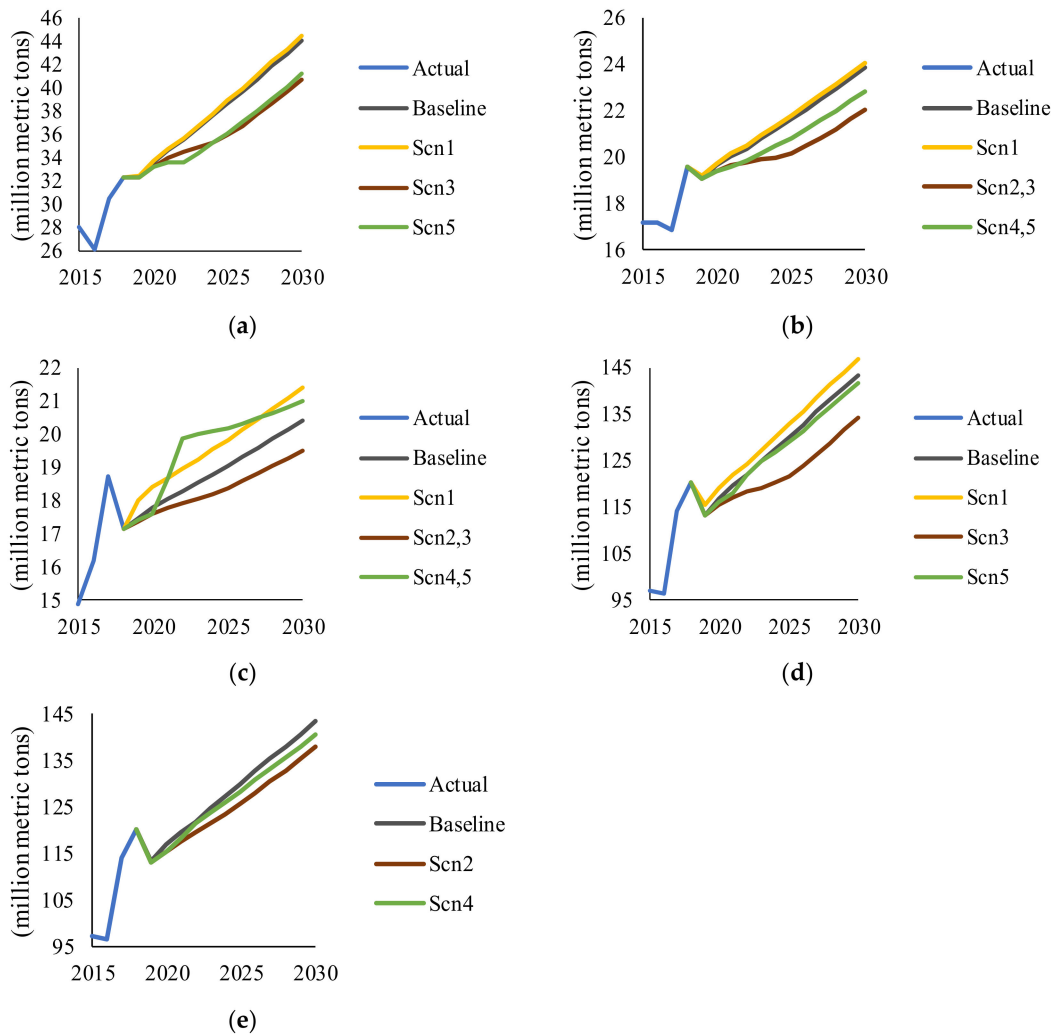 (million metric tons)
46
44
42
40
38
36
34
32
30
28
26
2015 2020 2025 2030
Actual
Baseline
Scn1
Scn3
Scn5
(a)
(million metric tons)
26
24
22
20
18
16
2015 2020 2025 2030
Actual
Baseline
Scn1
Scn2,3
Scn4,5
(b)
(million metric tons)
22
21
20
19
18
17
16
15
2015 2020 2025 2030
Actual
Baseline
Scn1
Scn2,3
Scn4,5
(c)
(million metric tons)
145
135
125
115
105
95
2015 2020 2025 2030
Actual
Baseline
Scn1
Scn3
Scn5
(d)
(million metric tons)
145
135
125
115
105
95
2015 2020 2025 2030
Actual
Baseline
Scn2
Scn4
(e)